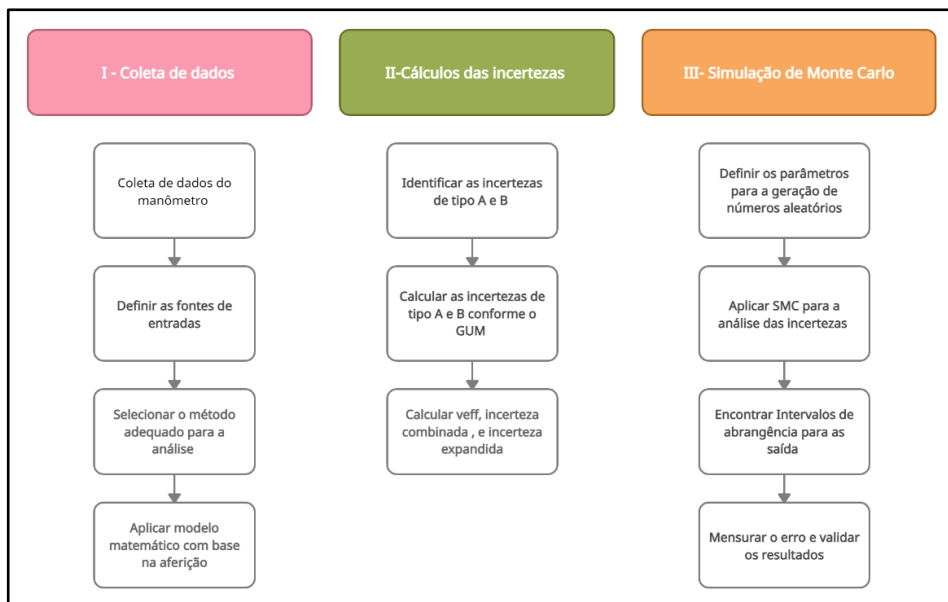 I - Coleta de dados
II-Cálculos das incertezas
III- Simulação de Monte Carlo
Coleta de dados do
manômetro
Definir as fontes de
entradas
Selecionar o método
adequado para a
análise
Aplicar modelo
matemático com base
na aferição
Identificar as incertezas
de tipo A e B
Calcular as incertezas de
tipo A e B conforme o
GUM
Calcular veff, incerteza
combinada , e incerteza
expandida
Definir os parâmetros
para a geração de
números aleatórios
Aplicar SMC para a
análise das incertezas
Encontrar Intervalos de
abrangência para as
saída
Mensurar o erro e validar
os resultados